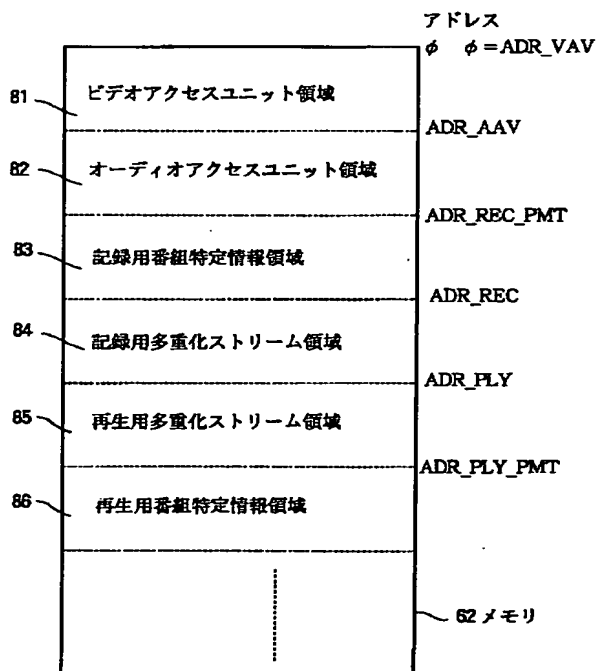 アドレス
φ φ=ADR_VAV
81
ビデオアクセスユニット領域
ADR_AAV
82
オーディオアクセスユニット領域
ADR_REC_PMT
83
記録用番組特定情報領域
ADR_REC
84
記録用多重化ストリーム領域
ADR_PLY
85
再生用多重化ストリーム領域
ADR_PLY_PMT
86
再生用番組特定情報領域
62 メモリ